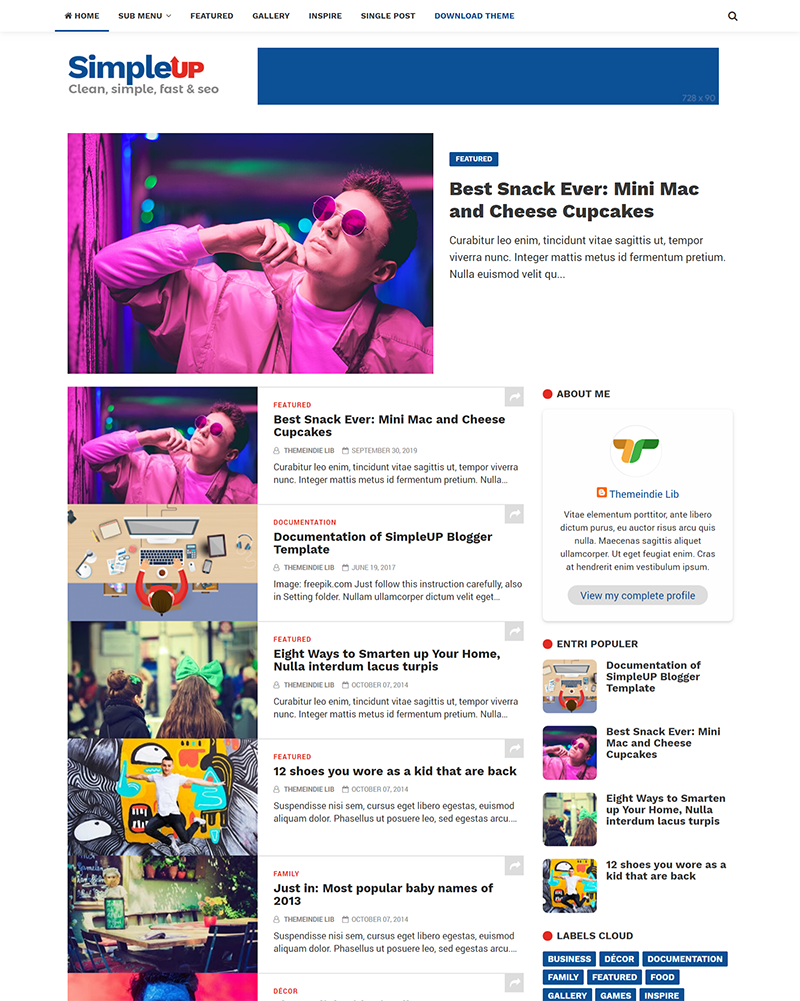 HOME SUB MENU FEATURED GALLERY INSPIRE SINGLE POST DOWNLOAD THEME
SimpleUP
Clean, simple, fast & seo
728 x 90
FEATURED
Best Snack Ever: Mini Mac
and Cheese Cupcakes
Curabitur leo enim, tincidunt vitae sagittis ut, tempor
viverra nunc. Integer mattis metus id fermentum pretium.
Nulla euismod velit qu...
FEATURED
Best Snack Ever: Mini Mac and Cheese
Cupcakes
THEMEINDIE LIB SEPTEMBER 30, 2019
Curabitur leo enim, tincidunt vitae sagittis ut, tempor viverra
nunc. Integer mattis metus id fermentum pretium. Nulla...
DOCUMENTATION
Documentation of SimpleUP Blogger
Template
THEMEINDIE LIB JUNE 19, 2017
Image: freepik.com Just follow this instruction carefully, also
in Setting folder. Nullam ullamcorper dictum velit eget...
FEATURED
Eight Ways to Smarten up Your Home,
Nulla interdum lacus turpis
THEMEINDIE LIB OCTOBER 07, 2014
Curabitur leo enim, tincidunt vitae sagittis ut, tempor viverra
nunc. Integer mattis metus id fermentum pretium. Nulla...
FEATURED
12 shoes you wore as a kid that are back
THEMEINDIE LIB OCTOBER 07, 2014
Suspendisse nisi sem, cursus eget libero egestas, euismod
aliquam dolor. Phasellus ut posuere leo, sed egestas arcu....
FAMILY
Just in: Most popular baby names of
2013
THEMEINDIE LIB OCTOBER 07, 2014
Suspendisse nisi sem, cursus eget libero egestas, euismod
aliquam dolor. Phasellus ut posuere leo, sed egestas arcu....
DÉCOR
ABOUT ME
Themeindie Lib
Vitae elementum porttitor, ante libero
dictum purus, eu auctor risus arcu quis
nulla. Maecenas sagittis aliquet
ullamcorper. Ut eget feugiat enim. Cras
at hendrerit enim vestibulum ipsum.
View my complete profile
ENTRI POPULER
Documentation of
SimpleUP Blogger
Template
Best Snack Ever: Mini
Mac and Cheese
Cupcakes
Eight Ways to Smarten
up Your Home, Nulla
interdum lacus turpis
12 shoes you wore as a
kid that are back
LABELS CLOUD
BUSINESS DÉCOR DOCUMENTATION
FAMILY FEATURED FOOD
GALLERY GAMES INSPIRE